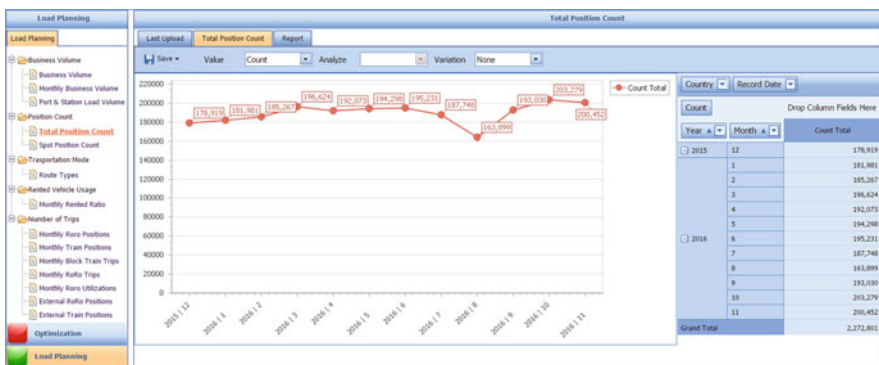 Load Planning
Total Position Count
Load Planning
Last Upload
Total Position Count
Report
Save
Value
Count
Analyze
Variation
None
Business Volume
Business Volume
Monthly Business Volume
Port & Station Load Volume
Position Count
Total Position Count
Spot Position Count
Trasportation Mode
Route Types
Rented Vehicle Usage
Monthly Rented Ratio
Number of Trips
Monthly Roro Positions
Monthly Train Positions
Monthly Block Train Trips
Monthly RoRo Trips
Monthly Roro Utilizations
External RoRo Positions
External Train Positions
Optimization
Load Planning
220000
200000
180000
160000
140000
120000
100000
80000
60000
40000
20000
0
178,919
181,981
185,267
196,624
192,073
194,298
195,231
187,748
163,899
193,030
203,279
200,452
2015 | 12
2016 | 1
2016 | 2
2016 | 3
2016 | 4
2016 | 5
2016 | 6
2016 | 7
2016 | 8
2016 | 9
2016 | 10
2016 | 11
Count Total
Country
Record Date
Count
Drop Column Fields Here
Year
Month
Count Total
2015
12
178,919
1
181,981
2
185,267
3
196,624
4
192,073
5
194,298
2016
6
195,231
7
187,748
8
163,899
9
193,030
10
203,279
11
200,452
Grand Total
2,272,801